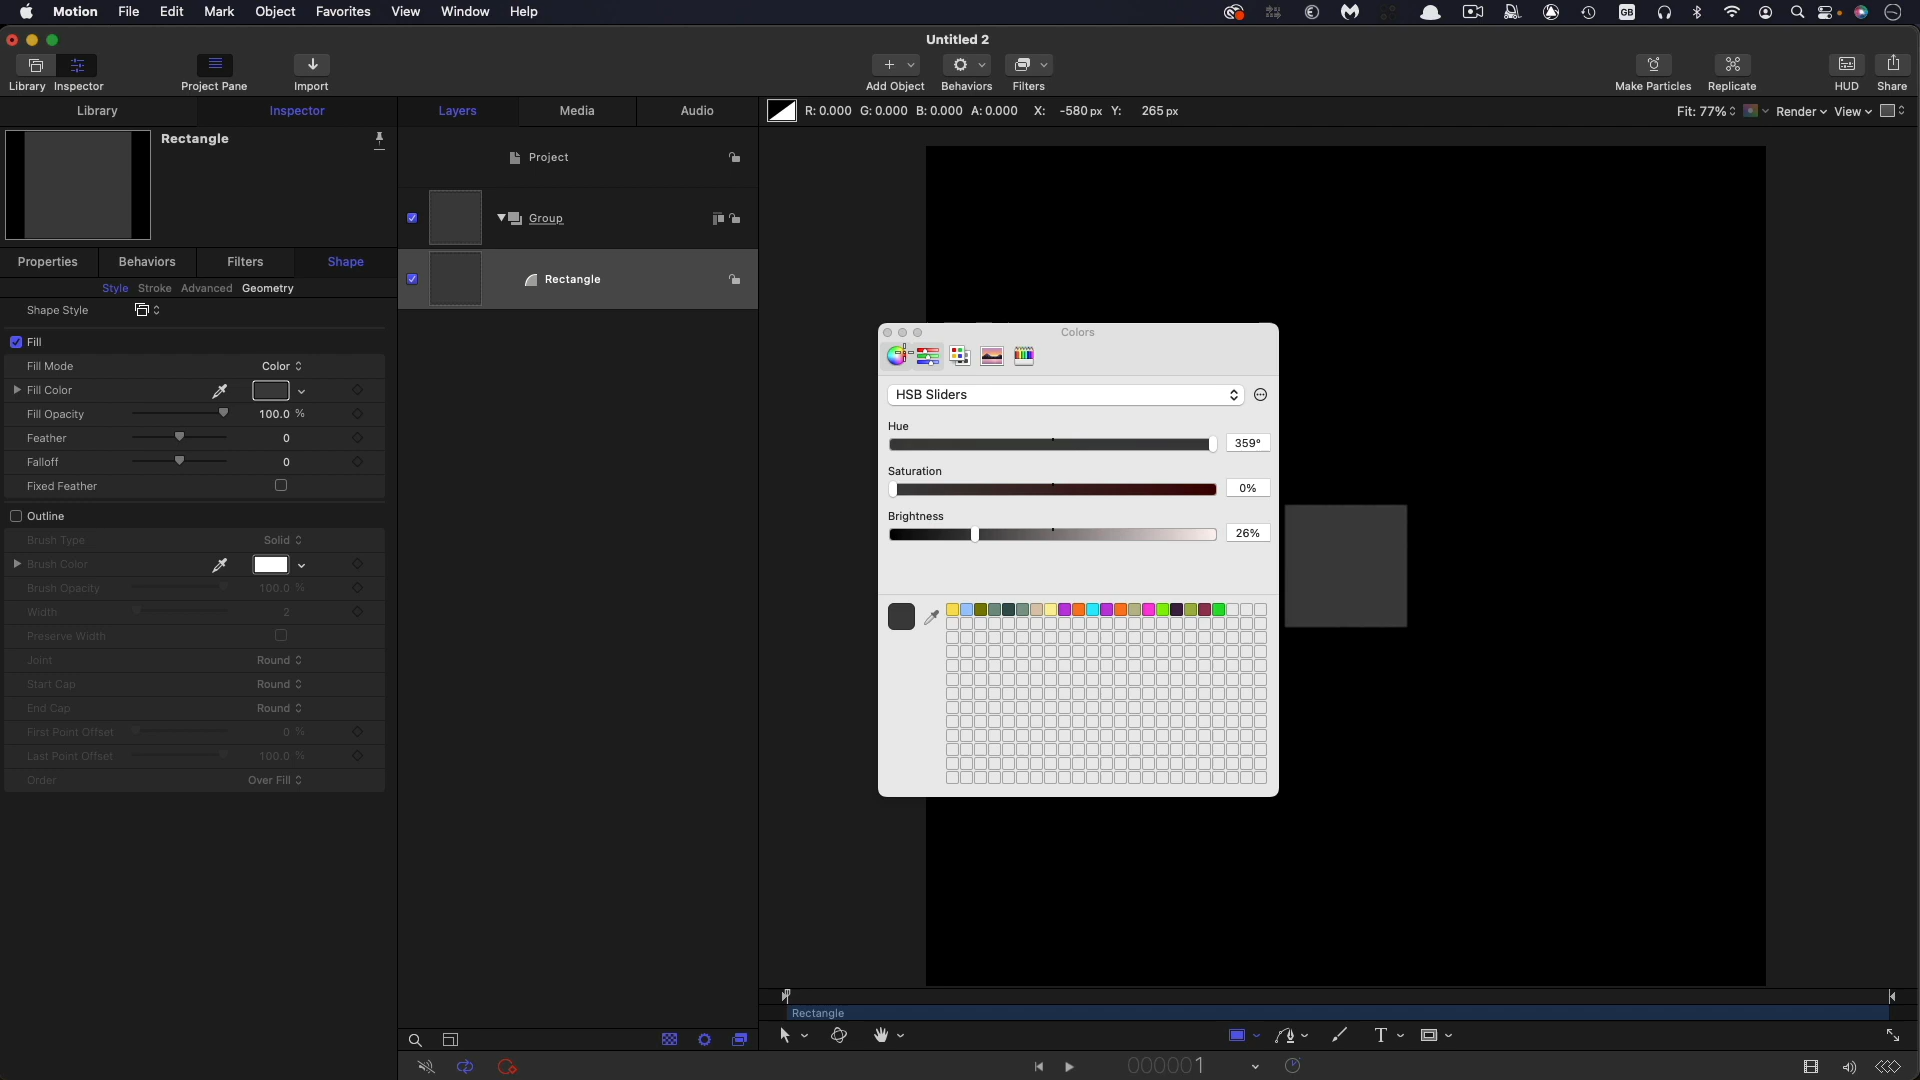 Motion File Edit Mark Object Favorites View Window Help
GB
Untitled 2
Library Inspector Project Pane Import Add Object Behaviors Filters Make Particles Replicate HUD Share
Library Inspector Layers Media Audio R: 0.000 G: 0.000 B: 0.000 A: 0.000 X: -580 px Y: 265 px Fit: 77% Render View
Rectangle
Project
Group
Rectangle
Properties Behaviors Filters Shape
Style Stroke Advanced Geometry
Shape Style
Fill
Fill Mode Color
Fill Color
Fill Opacity 100.0 %
Feather 0
Falloff 0
Fixed Feather
Outline
Brush Type Solid
Brush Color
Brush Opacity 100.0 %
Width 2
Preserve Width
Joint Round
Start Cap Round
End Cap Round
First Point Offset 0 %
Last Point Offset 100.0 %
Order Over Fill
Colors
HSB Sliders
Hue
359°
Saturation
0%
Brightness
26%
Rectangle
T
000001